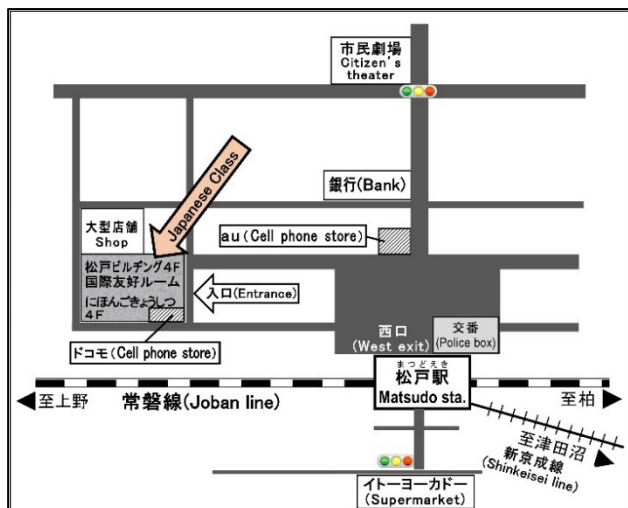 市民劇場
Citizen's
theater
Japanese Class
銀行(Bank)
大型店舗
Shop
au(Cell phone store)
松戸ビルヂング4F
国際友好ルーム
にほんごきょうしつ
4F
入口(Entrance)
西口
(West exit)
交番
(Police box)
ドコモ(Cell phone store)
まつどえき
松戸駅
Matsudo sta.
至上野
常磐線(Joban line)
至柏
至津田沼
新京成線
(Shinkeisei line)
イトーヨーカドー
(Supermarket)